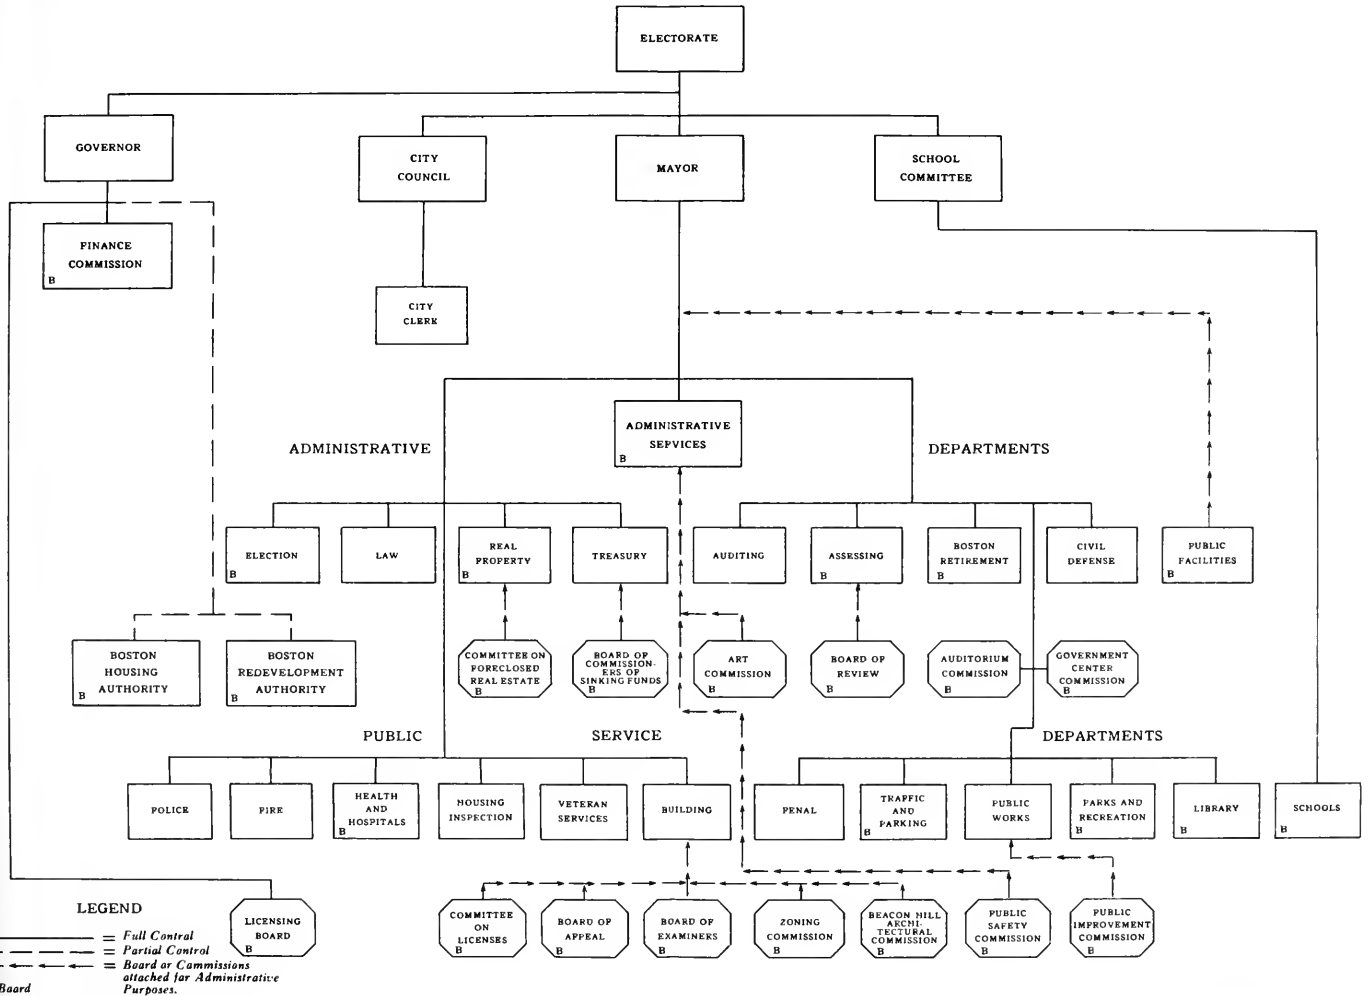 ELECTORATE
GOVERNOR
CITY
COUNCIL
MAYOR
SCHOOL
COMMITTEE
FINANCE
COMMISSION
B
CITY
CLERK
ADMINISTRATIVE
SERVICES
B
ADMINISTRATIVE
DEPARTMENTS
ELECTION
B
LAW
REAL
PROPERTY
B
TREASURY
AUDITING
ASSESSING
B
BOSTON
RETIREMENT
B
CIVIL
DEFENSE
PUBLIC
FACILITIES
B
BOSTON
HOUSING
AUTHORITY
B
BOSTON
REDEVELOPMENT
AUTHORITY
B
COMMITTEE ON
FORECLOSED
REAL ESTATE
B
BOARD OF
COMMISSION-
ERS OF
SINKING FUNDS
B
ART
COMMISSION
B
BOARD OF
REVIEW
B
AUDITORIUM
COMMISSION
B
GOVERNMENT
CENTER
COMMISSION
B
PUBLIC
SERVICE
DEPARTMENTS
POLICE
FIRE
HEALTH
AND
HOSPITALS
B
HOUSING
INSPECTION
VETERAN
SERVICES
BUILDING
PENAL
TRAFFIC
AND
PARKING
B
PUBLIC
WORKS
PARKS AND
RECREATION
B
LIBRARY
B
SCHOOLS
B
LICENSING
BOARD
B
COMMITTEE
ON
LICENSES
B
BOARD OF
APPEAL
B
BOARD OF
EXAMINERS
B
ZONING
COMMISSION
B
BEACON HILL
ARCHI-
TECTURAL
COMMISSION
B
PUBLIC
SAFETY
COMMISSION
B
PUBLIC
IMPROVEMENT
COMMISSION
B
LEGEND
= Full Control
= Partial Control
= Board or Commissions
attached for Administrative
Purposes.
Board